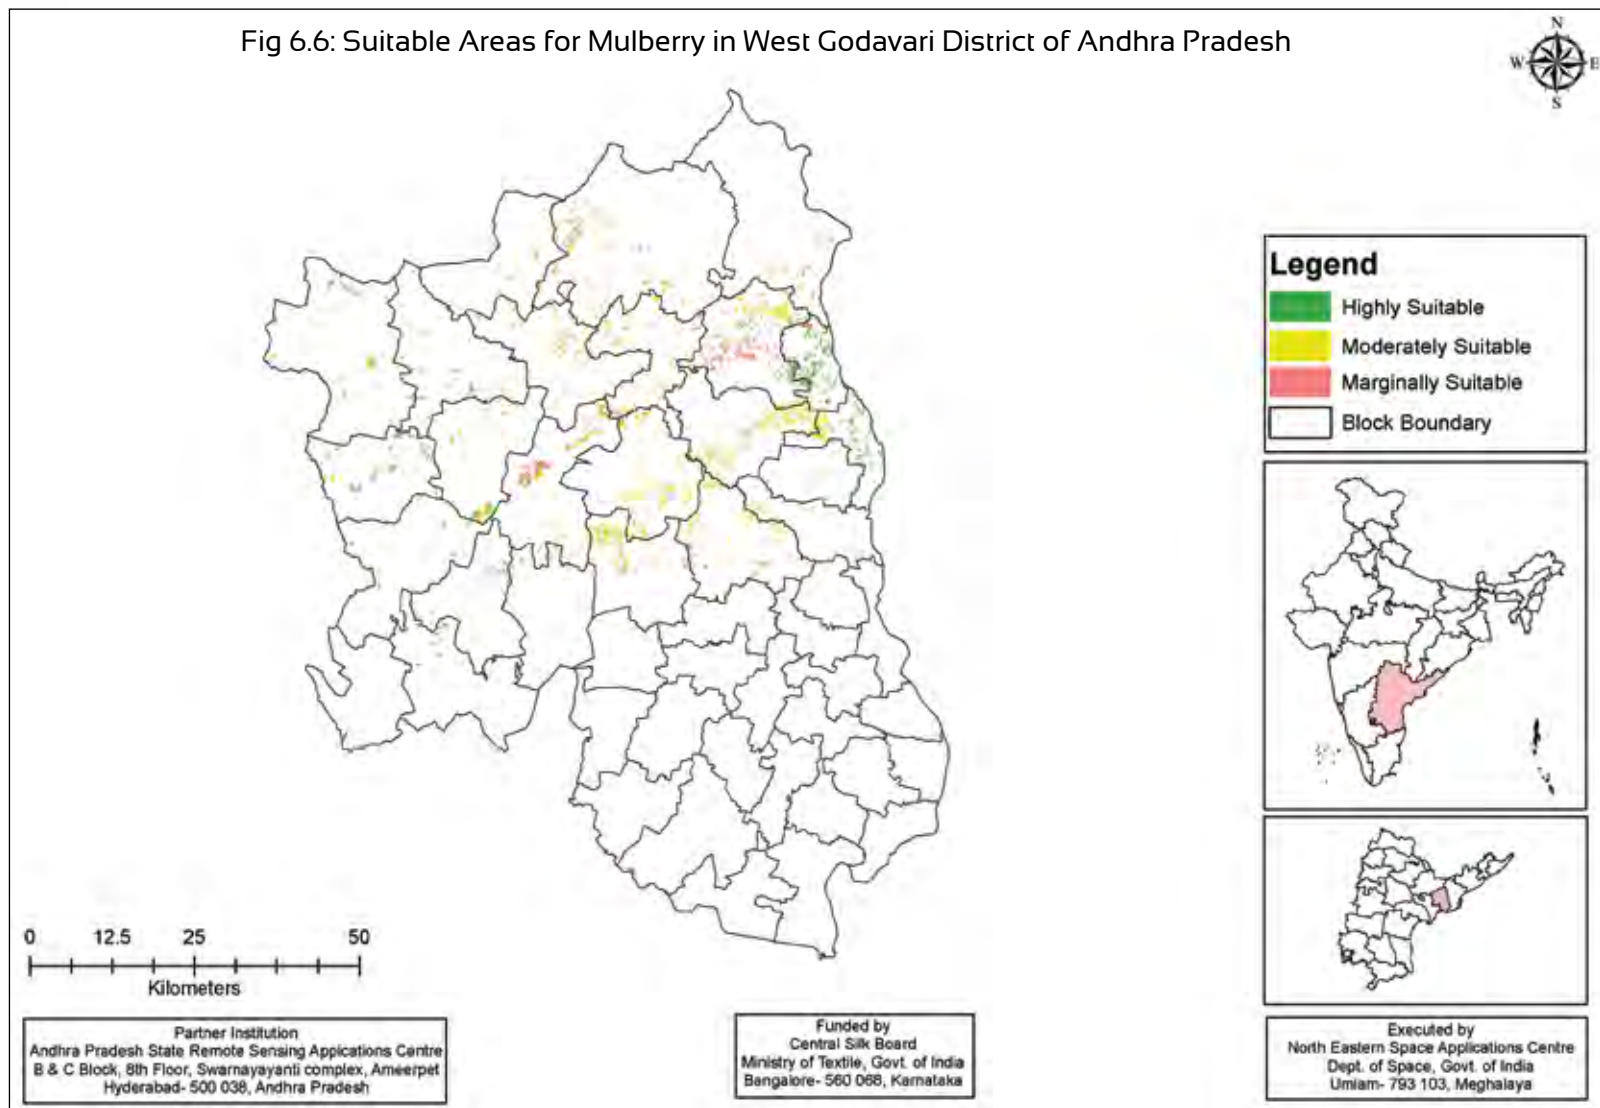 Fig 6.6: Suitable Areas for Mulberry in West Godavari District of Andhra Pradesh
N
W E
S
Legend
Highly Suitable
Moderately Suitable
Marginally Suitable
Block Boundary
0 12.5 25 50
Kilometers
Partner Institution
Andhra Pradesh State Remote Sensing Applications Centre
B & C Block, 8th Floor, Swarnayayanti complex, Ameerpet
Hyderabad- 500 038, Andhra Pradesh
Funded by
Central Silk Board
Ministry of Textile, Govt. of India
Bangalore- 560 068, Karnataka
Executed by
North Eastern Space Applications Centre
Dept. of Space, Govt. of India
Umiam- 793 103, Meghalaya